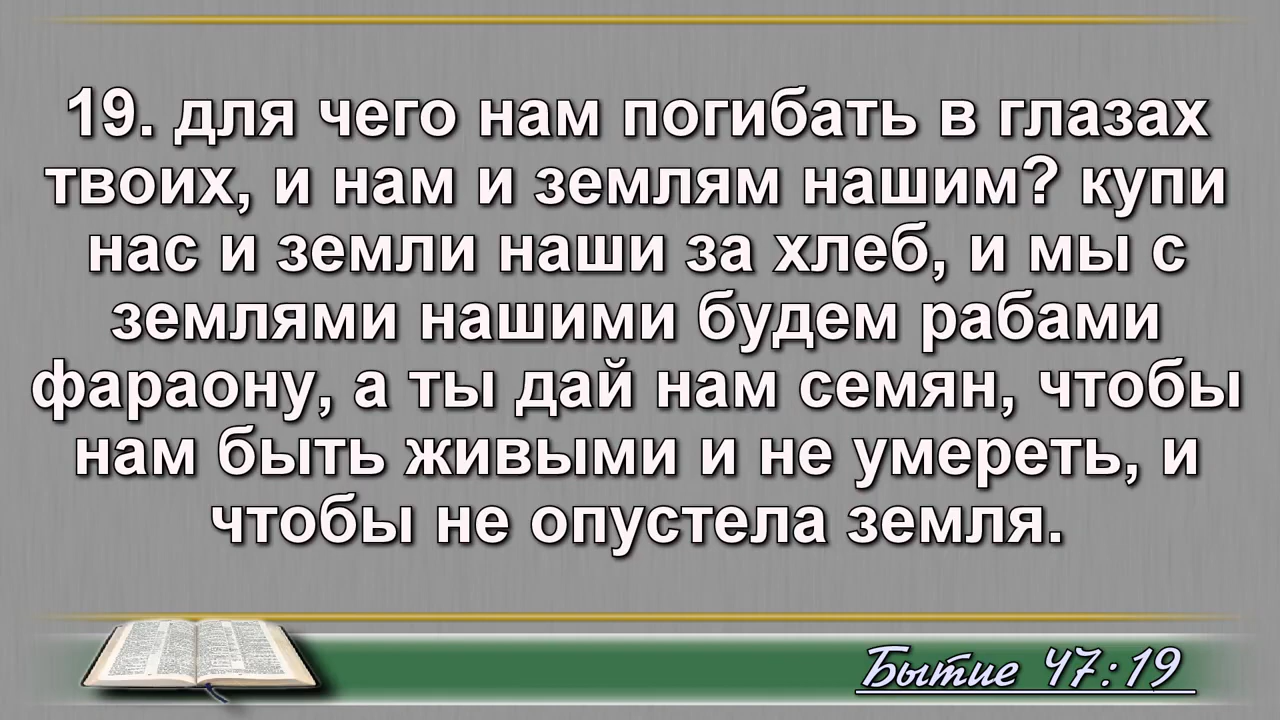 19. для чего нам погибать в глазах
твоих, и нам и землям нашим? купи
нас и земли наши за хлеб, и мы с
землями нашими будем рабами
фараону, а ты дай нам семян, чтобы
нам быть живыми и не умереть, и
чтобы не опустела земля.
Бытие 47:19